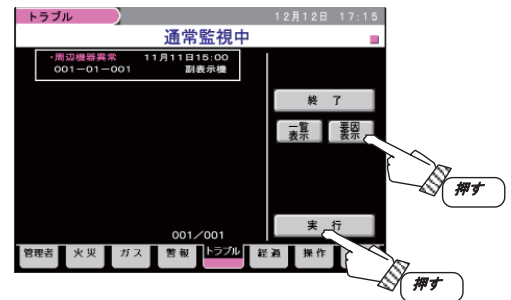 トラブル 12月12日 17:15
通常監視中
・周辺機器異常 11月11日15:00
001-01-001 副表示機
終 了
一覧
表示
要因
表示
押す
001/001
実 行
管理者 火災 ガス 警報 トラブル 経過 操作
押す